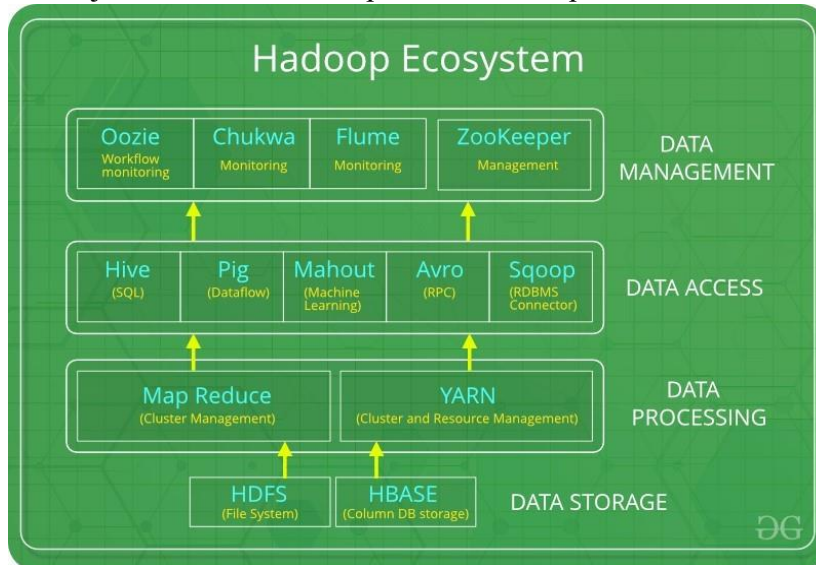 Hadoop Ecosystem
Oozie
Workflow
monitoring
Chukwa
Monitoring
Flume
Monitoring
ZooKeeper
Management
DATA
MANAGEMENT
Hive
(SQL)
Pig
(Dataflow)
Mahout
(Machine
Learning)
Avro
(RPC)
Sqoop
(RDBMS
Connector)
DATA ACCESS
Map Reduce
(Cluster Management)
YARN
(Cluster and Resource Management)
DATA
PROCESSING
HDFS
(File System)
HBASE
(Column DB storage)
DATA STORAGE